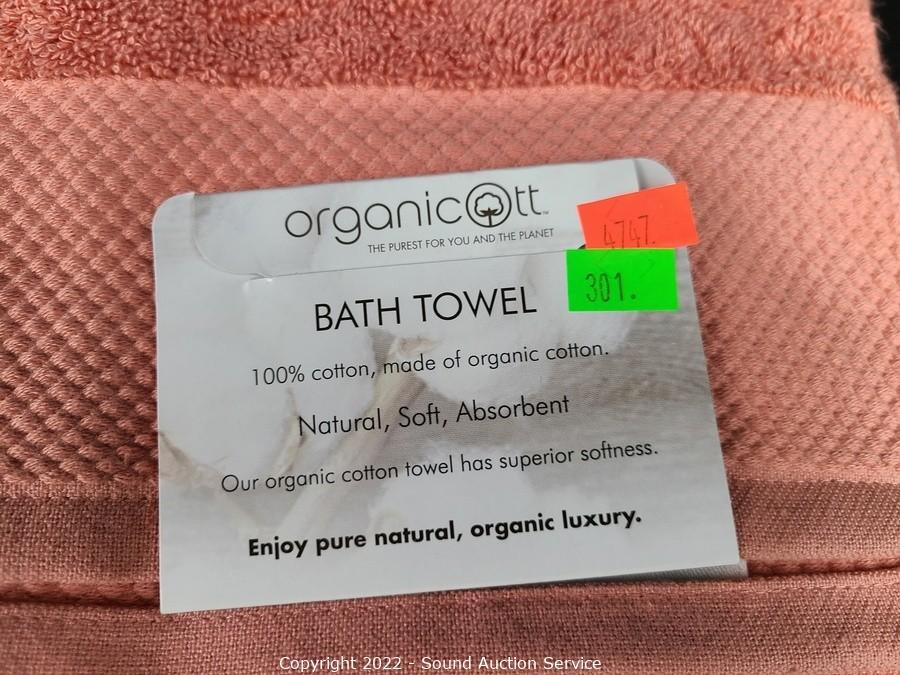 organicott™
THE PUREST FOR YOU AND THE PLANET
4747.
301.
BATH TOWEL
100% cotton, made of organic cotton.
Natural, Soft, Absorbent
Our organic cotton towel has superior softness.
Enjoy pure natural, organic luxury.
Copyright 2022 - Sound Auction Service